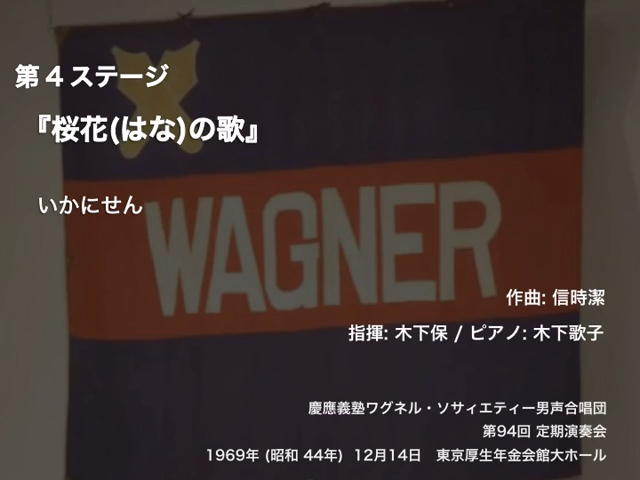 第4ステージ
『桜花(はな)の歌』
いかにせん
WAGNER
作曲: 信時潔
指揮: 木下保 / ピアノ: 木下歌子
慶應義塾ワグネル・ソサィエティー男声合唱団
第94回 定期演奏会
1969年 (昭和 44年) 12月14日 東京厚生年金会館大ホール